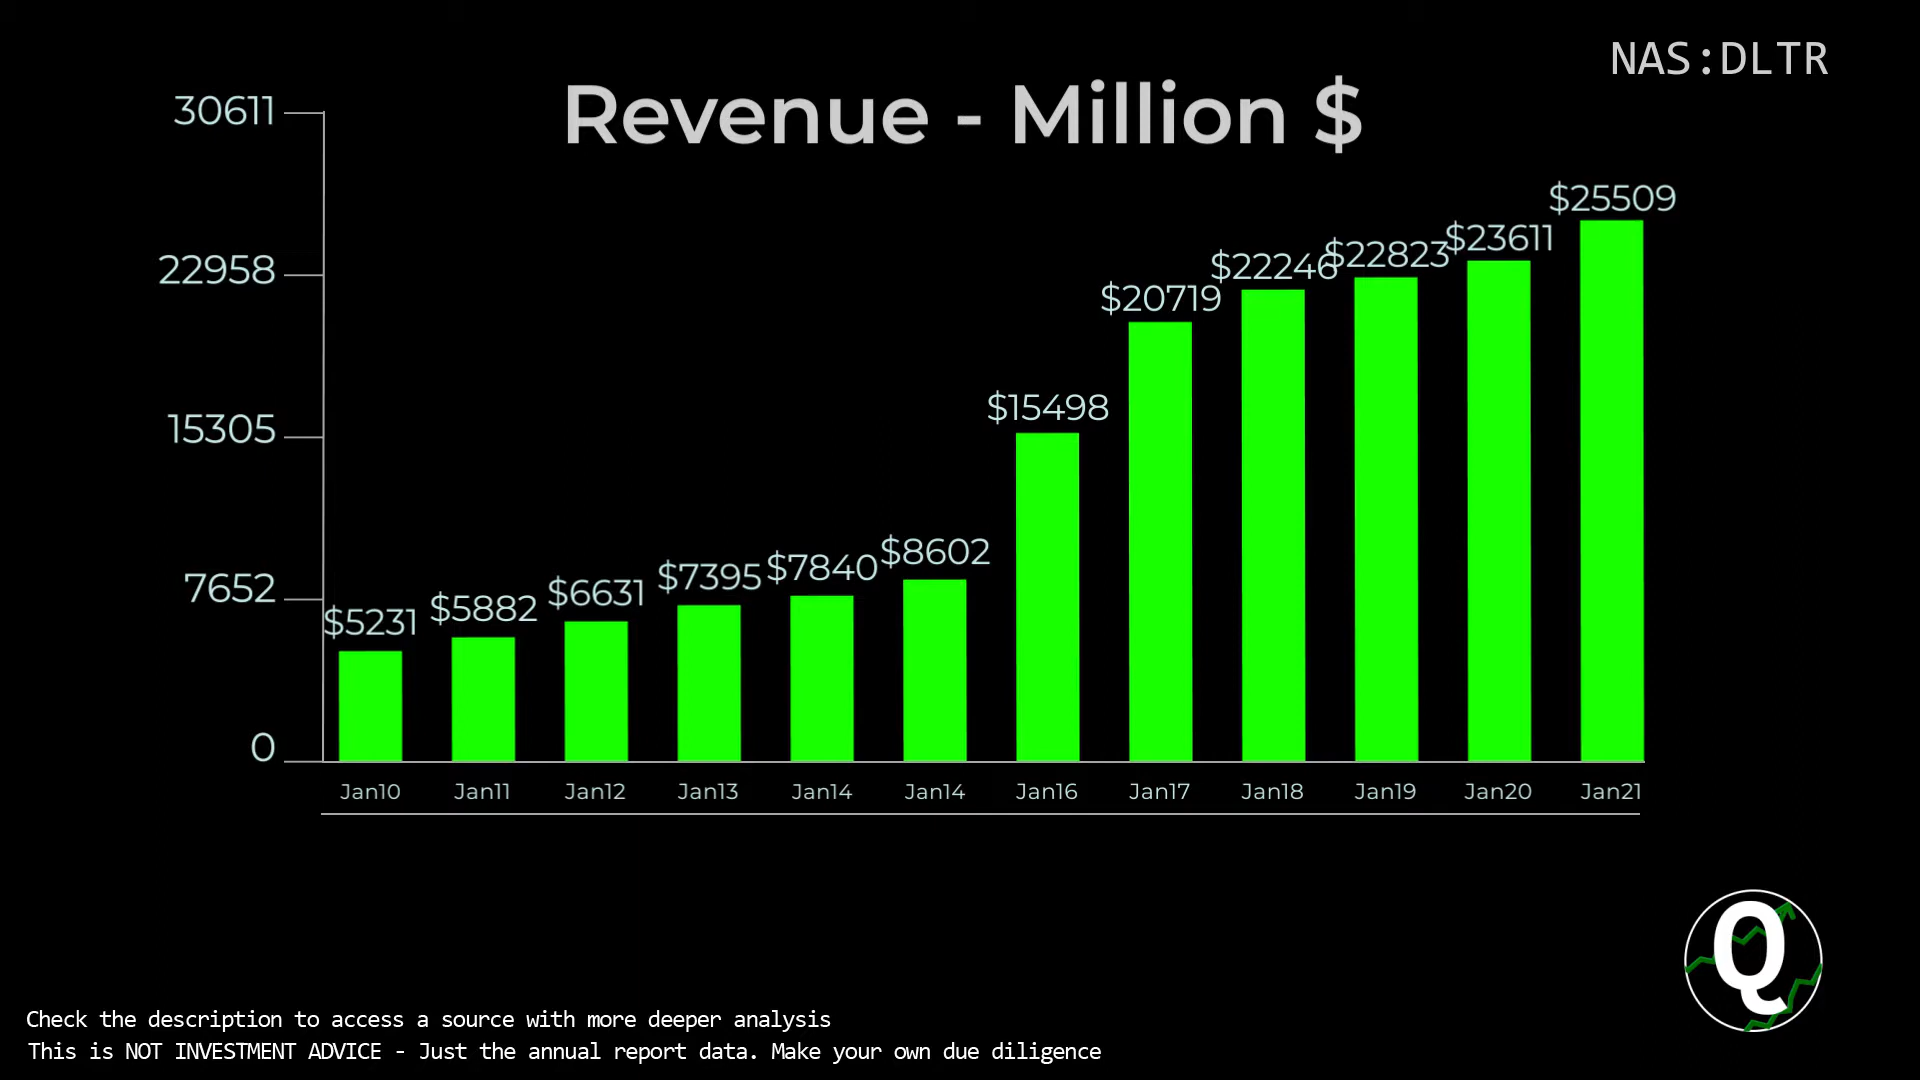 NAS:DLTR
Revenue - Million $
30611
22958
15305
7652
0
$5231
$5882
$6631
$7395
$7840
$8602
$15498
$20719
$22246
$22823
$23611
$25509
Jan10 Jan11 Jan12 Jan13 Jan14 Jan14 Jan16 Jan17 Jan18 Jan19 Jan20 Jan21
Q
Check the description to access a source with more deeper analysis
This is NOT INVESTMENT ADVICE - Just the annual report data. Make your own due diligence